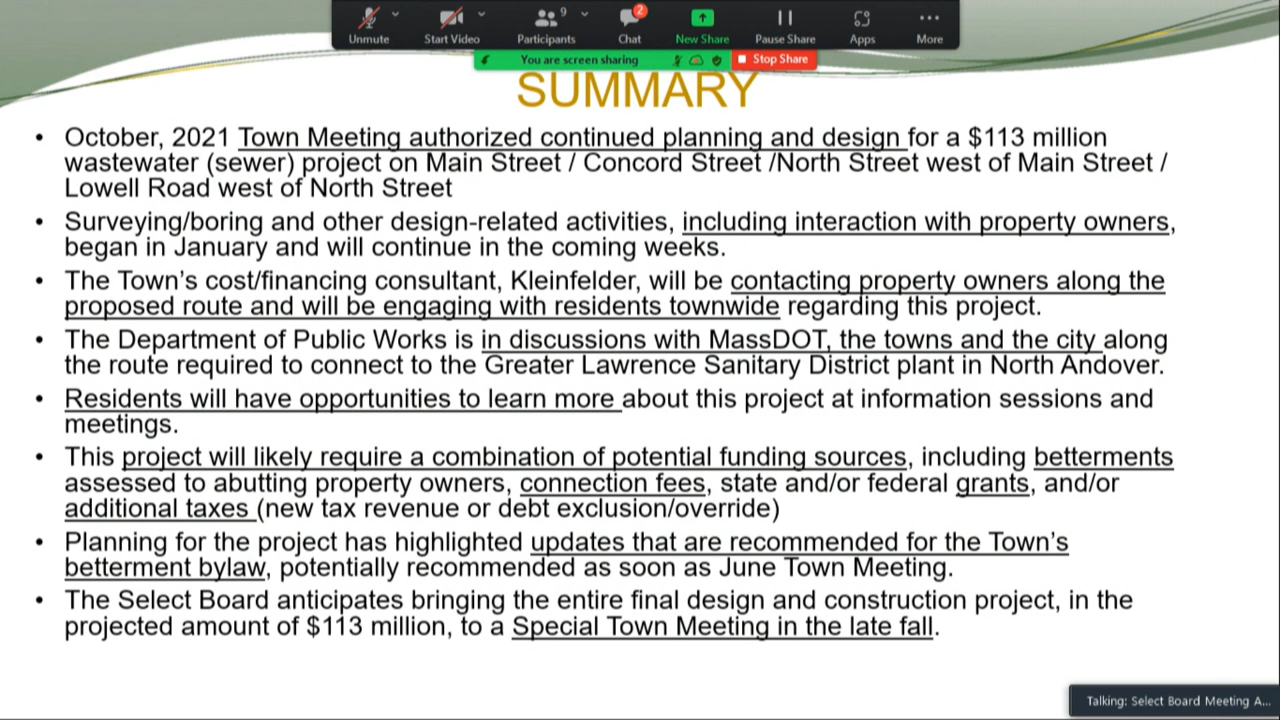 9
2
Unmute Start Video Participants Chat New Share Pause Share Apps More
You are screen sharing Stop Share
SUMMARY
• October, 2021 Town Meeting authorized continued planning and design for a $113 million
wastewater (sewer) project on Main Street / Concord Street /North Street west of Main Street /
Lowell Road west of North Street
• Surveying/boring and other design-related activities, including interaction with property owners,
began in January and will continue in the coming weeks.
• The Town's cost/financing consultant, Kleinfelder, will be contacting property owners along the
proposed route and will be engaging with residents townwide regarding this project.
• The Department of Public Works is in discussions with MassDOT, the towns and the city along
the route required to connect to the Greater Lawrence Sanitary District plant in North Andover.
• Residents will have opportunities to learn more about this project at information sessions and
meetings.
• This project will likely require a combination of potential funding sources, including betterments
assessed to abutting property owners, connection fees, state and/or federal grants, and/or
additional taxes (new tax revenue or debt exclusion/override)
• Planning for the project has highlighted updates that are recommended for the Town's
betterment bylaw, potentially recommended as soon as June Town Meeting.
• The Select Board anticipates bringing the entire final design and construction project, in the
projected amount of $113 million, to a Special Town Meeting in the late fall.
Talking: Select Board Meeting A...